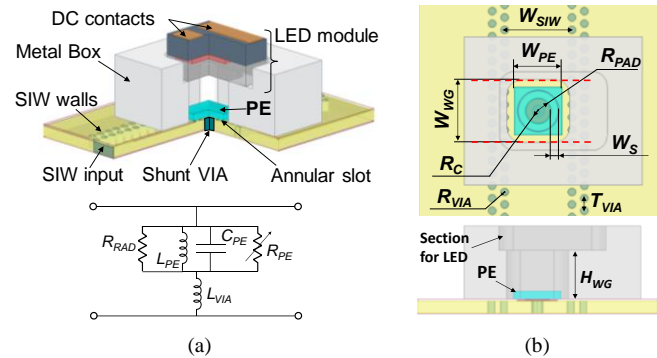 DC contacts
LED module
Metal Box
PE
SIW walls
SIW input
Shunt VIA
Annular slot
R_RAD
L_PE
C_PE
R_PE
L_VIA
(a)
W_SIW
W_PE
R_PAD
W_WG
W_S
R_C
R_VIA
T_VIA
Section
for LED
PE
H_WG
(b)